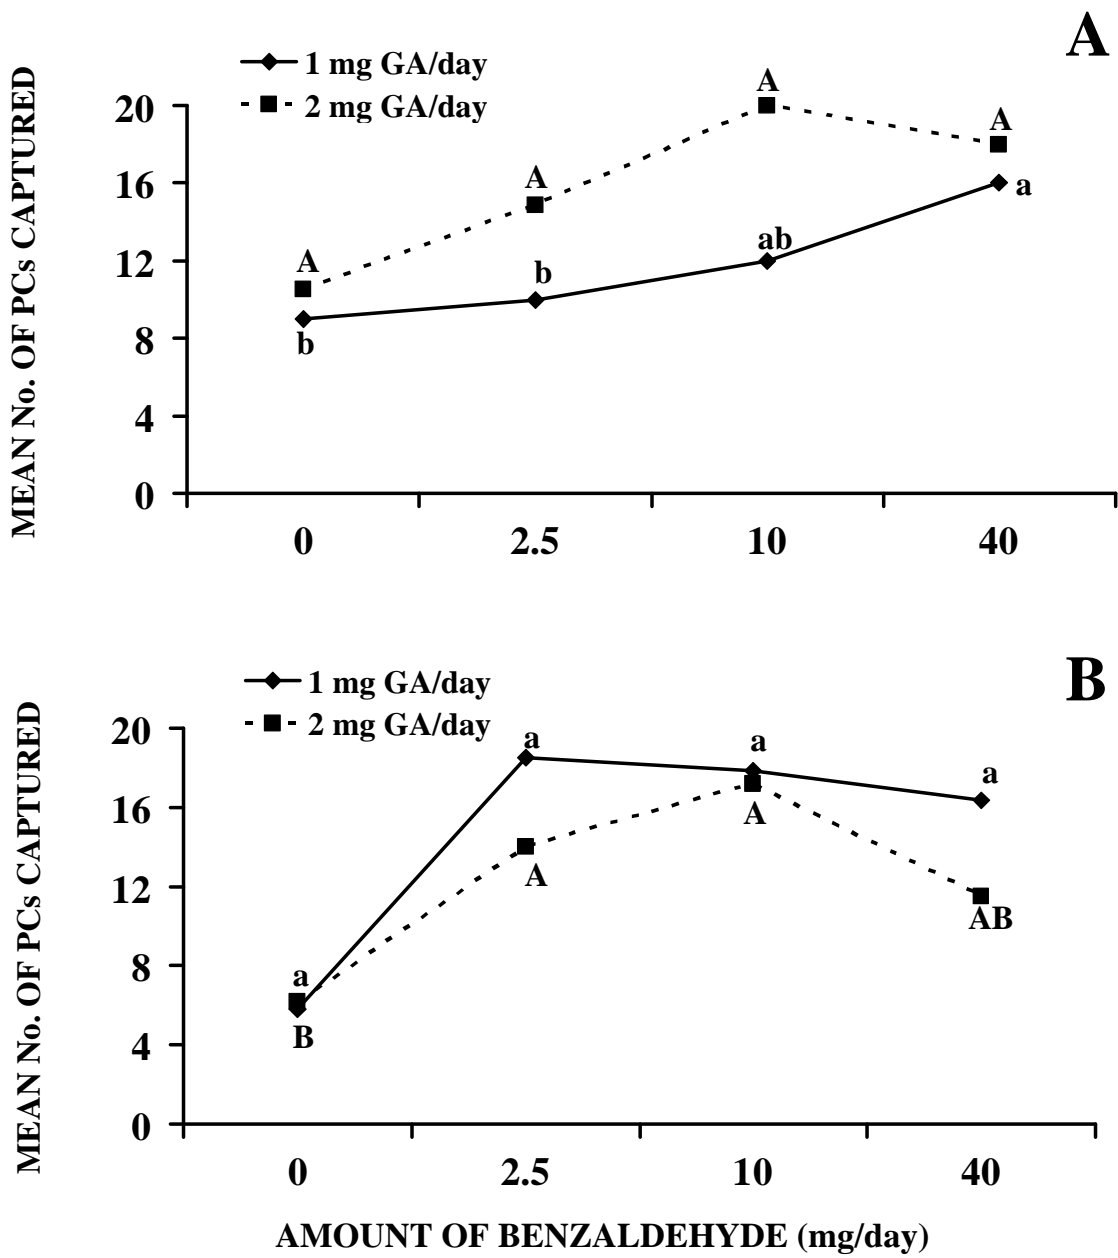 A
1 mg GA/day
2 mg GA/day
MEAN No. OF PCs CAPTURED
20
16
12
8
4
0
A
A
A
A
b
b
ab
a
0 2.5 10 40
B
1 mg GA/day
2 mg GA/day
MEAN No. OF PCs CAPTURED
20
16
12
8
4
0
a
a
a
a
B
A
A
AB
0 2.5 10 40
AMOUNT OF BENZALDEHYDE (mg/day)